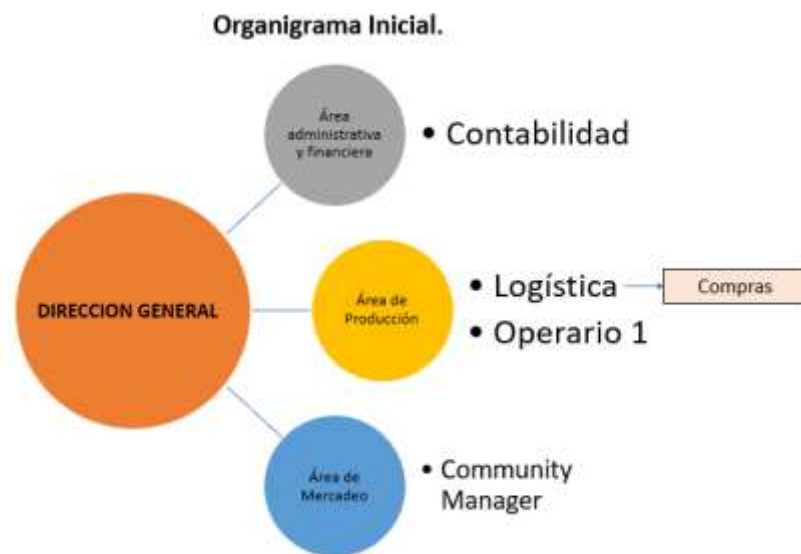 Organigrama Inicial.
Área
administrativa
y financiera
• Contabilidad
DIRECCION GENERAL
Área de
Producción
• Logística
Compras
• Operario 1
Área de
Mercadeo
• Community
Manager